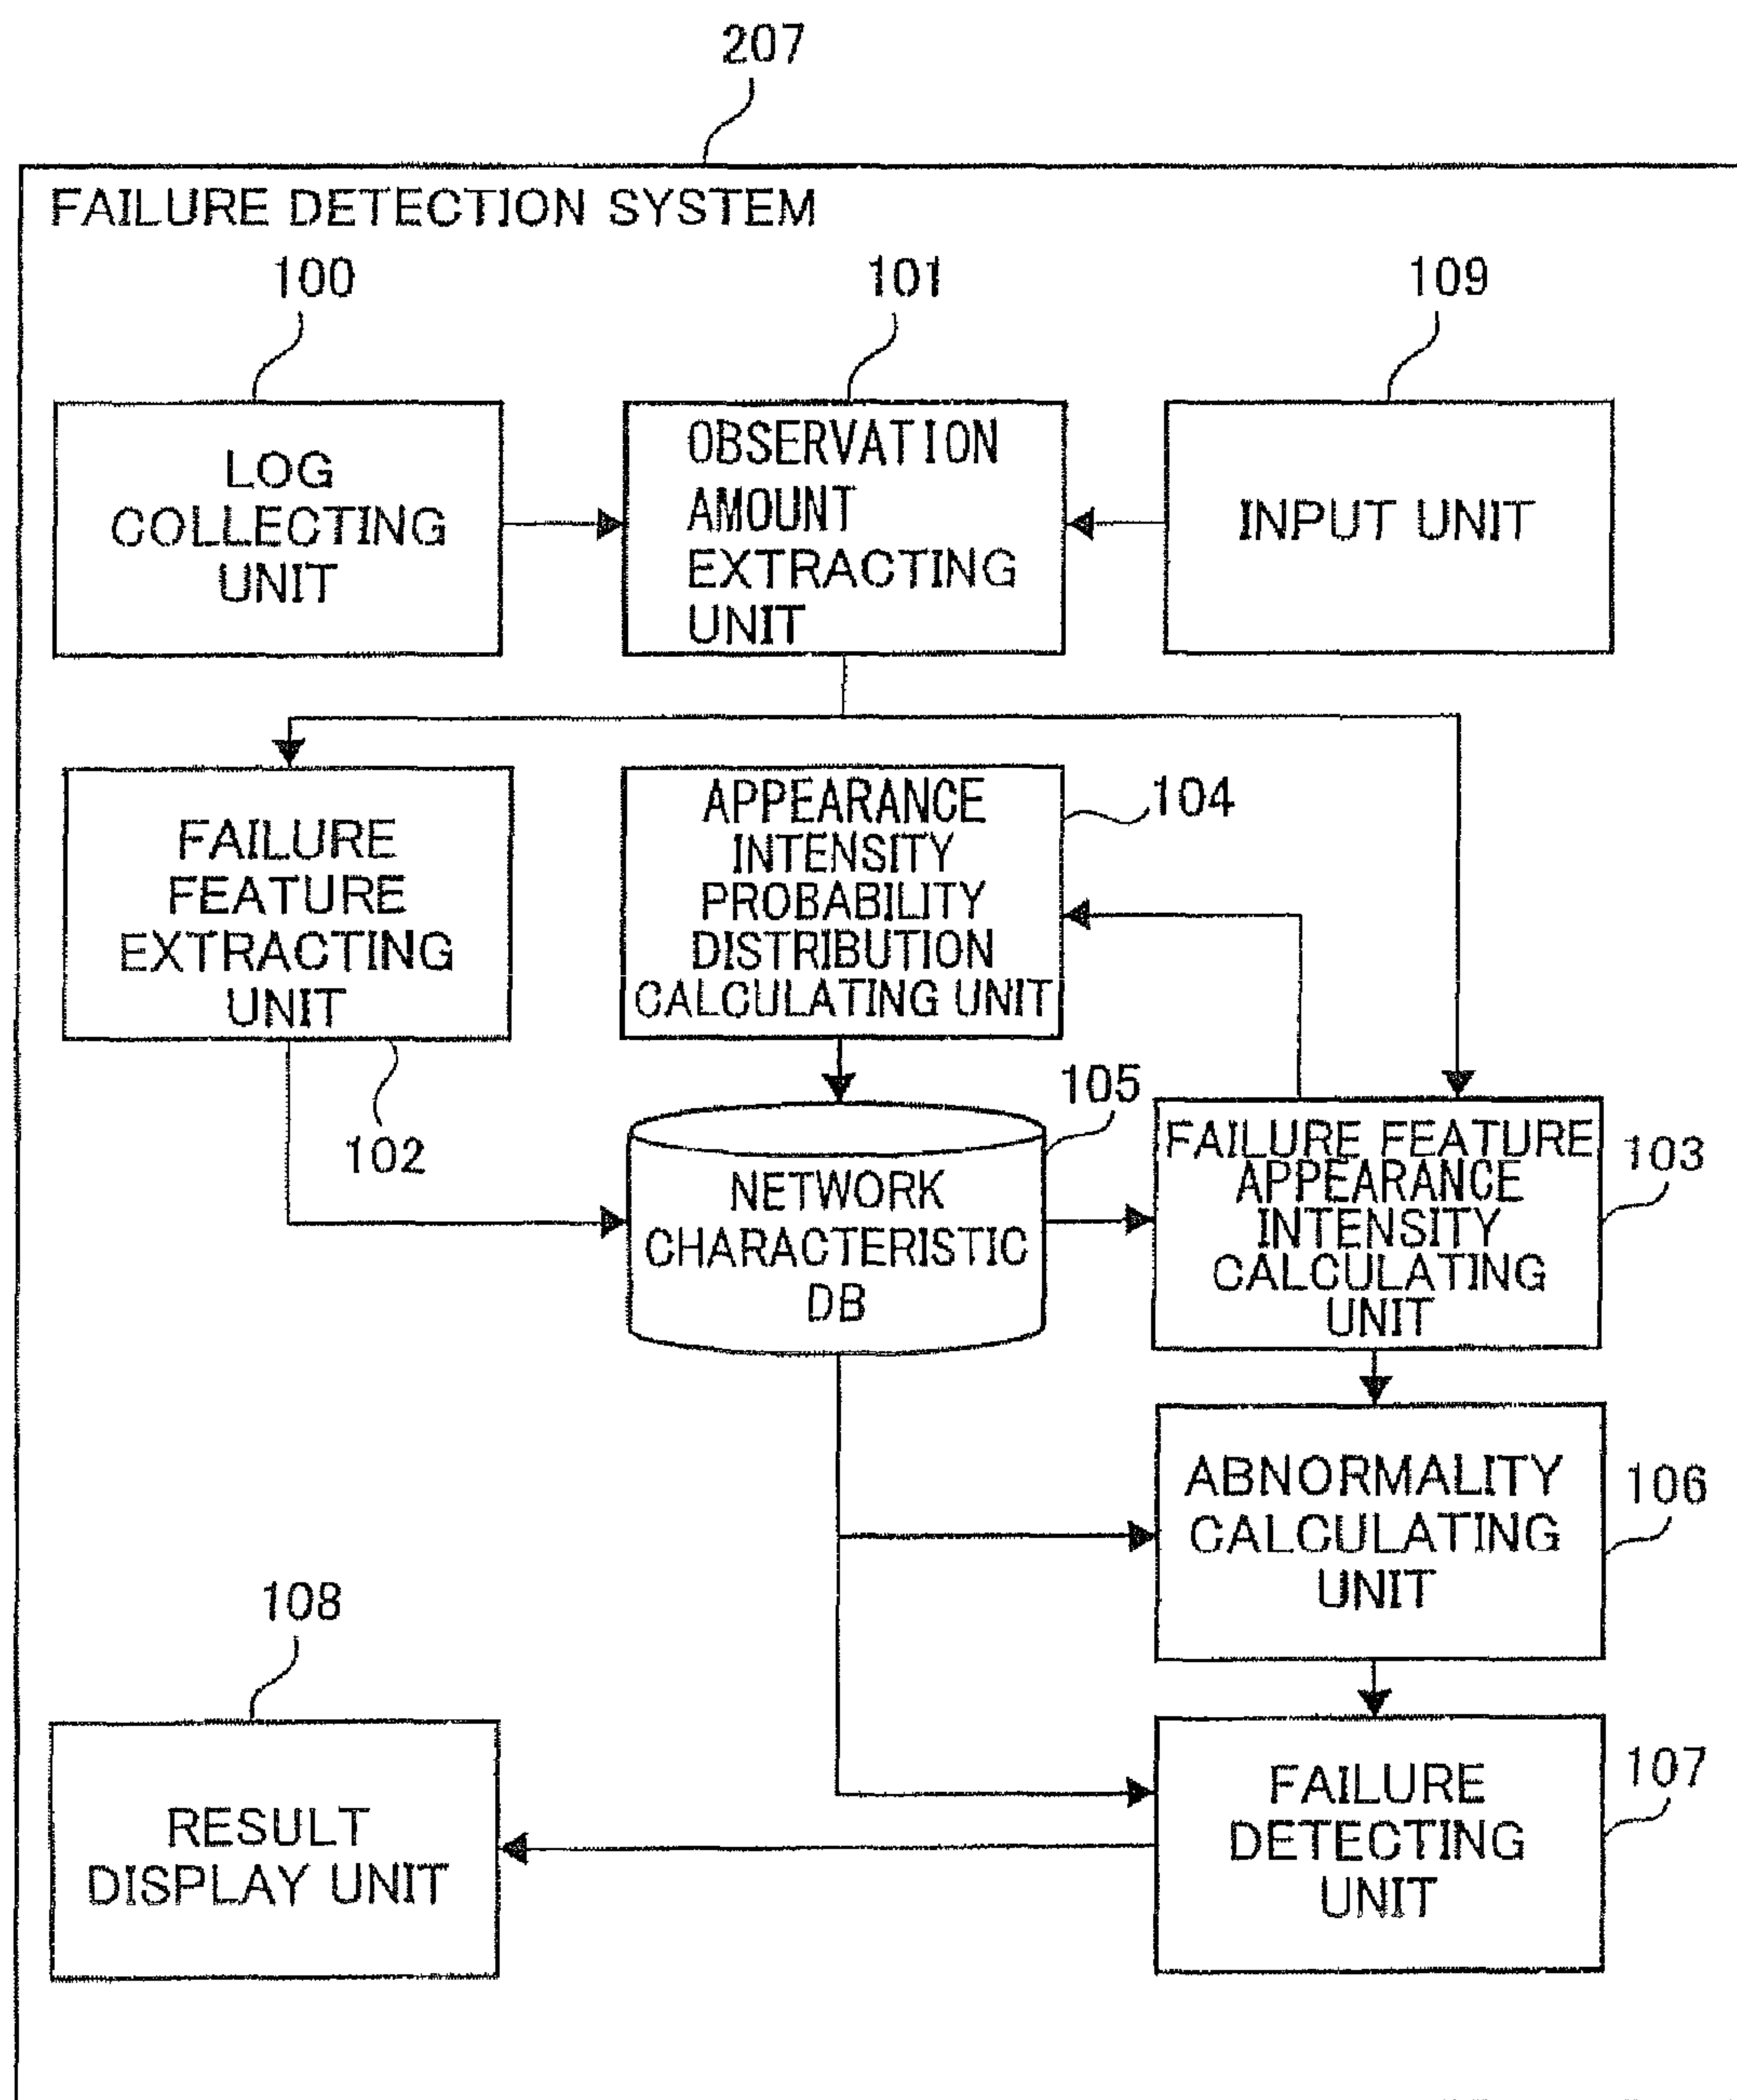 207
FAILURE DETECTION SYSTEM
100
101
109
LOG
COLLECTING
UNIT
OBSERVATION
AMOUNT
EXTRACTING
UNIT
INPUT UNIT
FAILURE
FEATURE
EXTRACTING
UNIT
102
APPEARANCE
INTENSITY
PROBABILITY
DISTRIBUTION
CALCULATING UNIT
104
105
NETWORK
CHARACTERISTIC
DB
FAILURE FEATURE
APPEARANCE
INTENSITY
CALCULATING
UNIT
103
ABNORMALITY
CALCULATING
UNIT
106
108
RESULT
DISPLAY UNIT
FAILURE
DETECTING
UNIT
107